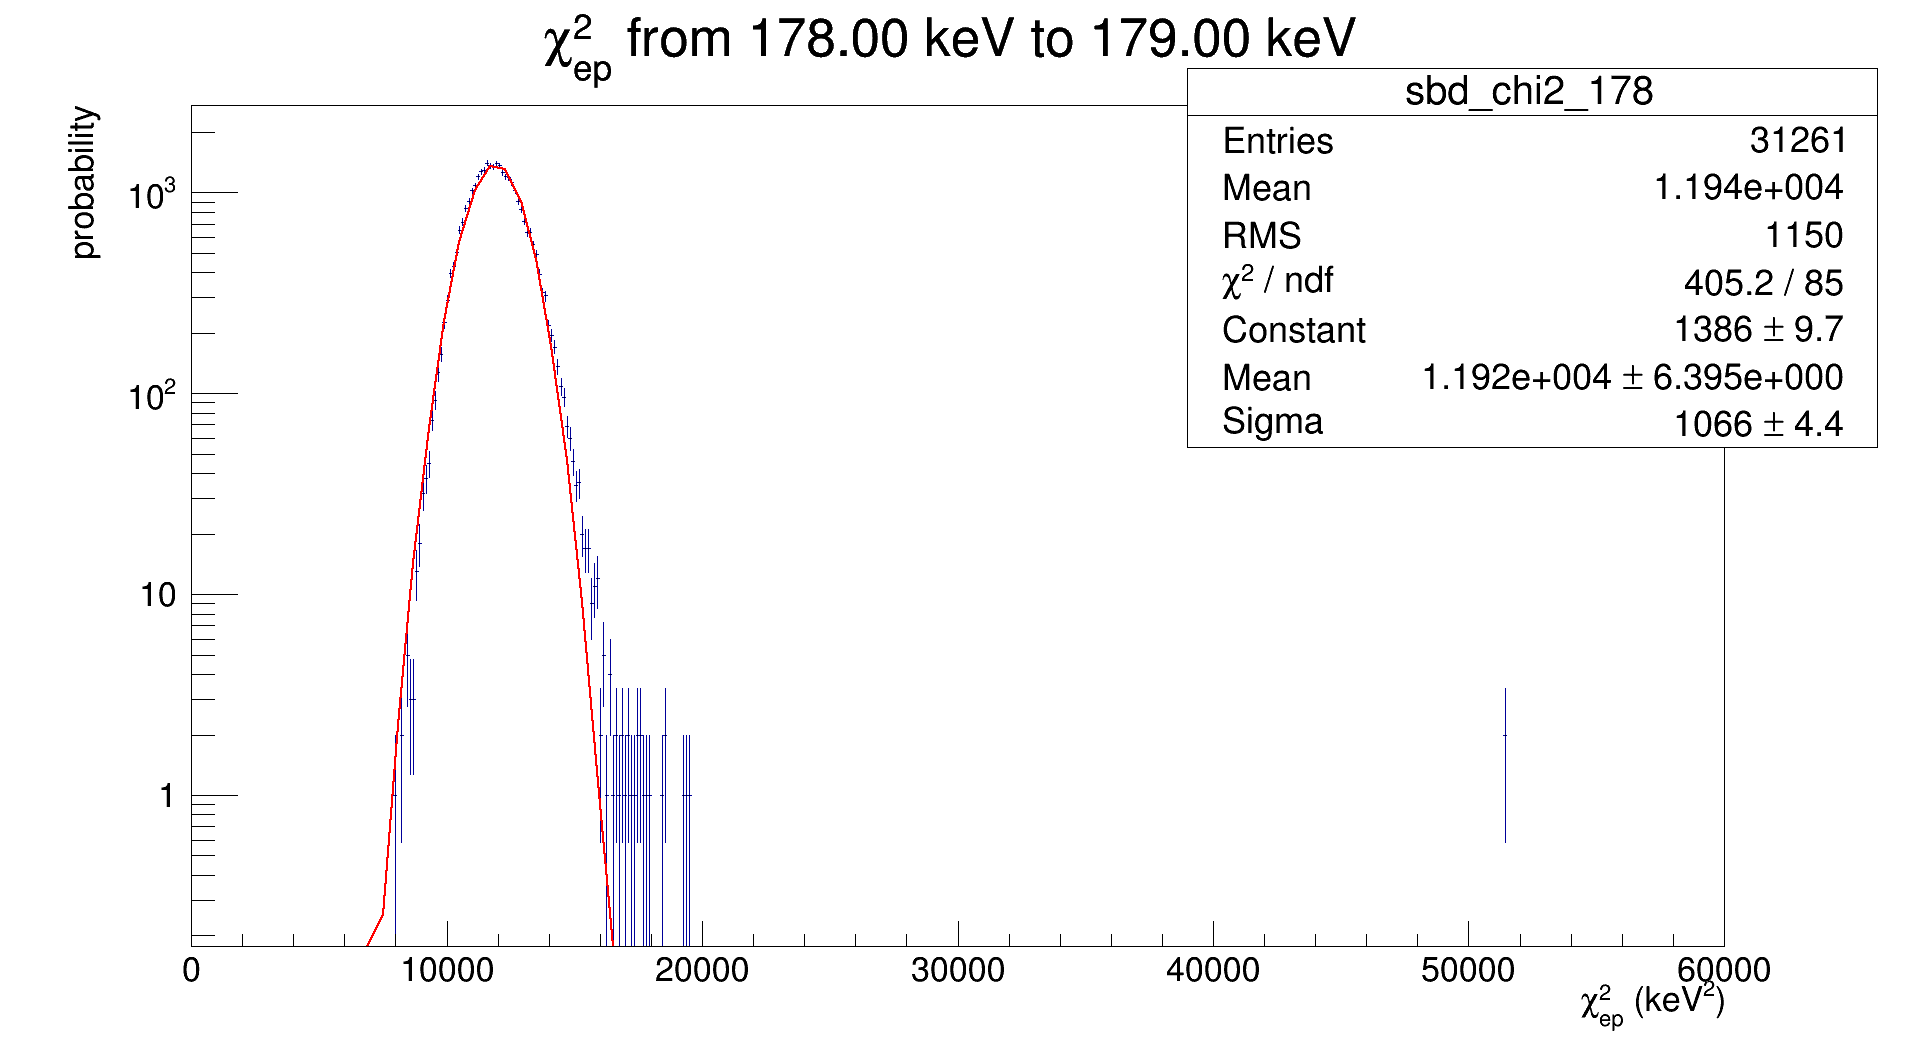 χ²ep from 178.00 keV to 179.00 keV
sbd_chi2_178
Entries 31261
Mean 1.194e+004
RMS 1150
χ² / ndf 405.2 / 85
Constant 1386 ± 9.7
Mean 1.192e+004 ± 6.395e+000
Sigma 1066 ± 4.4
probability
10³
10²
10
1
0 10000 20000 30000 40000 50000 60000
χ²ep (keV²)